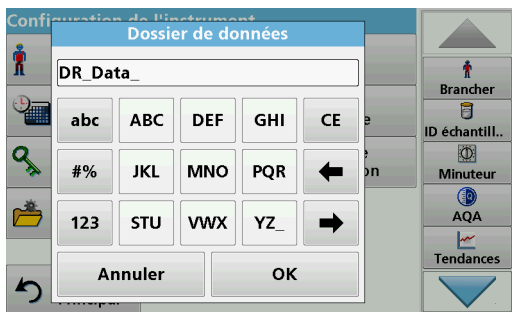 Configuration de l'instrument
Dossier de données
DR_Data_
abc ABC DEF GHI CE
#% JKL MNO PQR
123 STU VWX YZ_
Annuler OK
Principal
Brancher
ID échantill..
Minuteur
AQA
Tendances